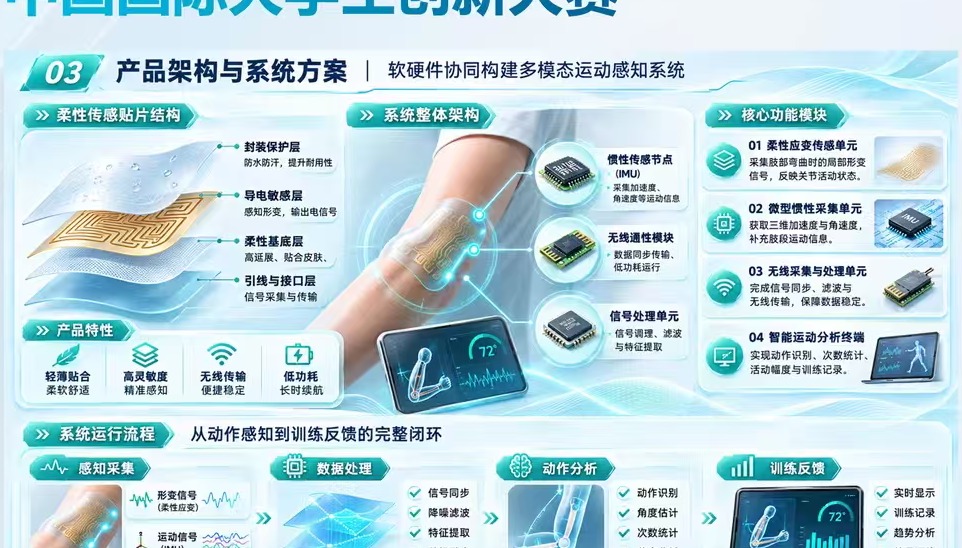 中国国际大学生创新大赛
03 产品架构与系统方案 | 软硬件协同构建多模态运动感知系统
柔性传感贴片结构
封装保护层
防水防汗，提升耐用性
导电敏感层
感知形变，输出电信号
柔性基底层
高延展、贴合皮肤、
引线与接口层
信号采集与传输
产品特性
轻薄贴合
柔软舒适
高灵敏度
精准感知
无线传输
便捷稳定
低功耗
长时续航
系统整体架构
惯性传感节点
（IMU）
采集加速度、
角速度等运动信息
无线通性模块
数据同步传输、
低功耗运行
信号处理单元
信号调理、滤波
与特征提取
72°
核心功能模块
01 柔性应变传感单元
采集肢部弯曲时的局部形变
信号，反映关节活动状态。
02 微型惯性采集单元
获取三维加速度与角速度，
补充肢段运动信息。
IMU
03 无线采集与处理单元
完成信号同步、滤波与
无线传输，保障数据稳定。
04 智能运动分析终端
实现动作识别、次数统计、
活动幅度与训练记录。
系统运行流程 | 从动作感知到训练反馈的完整闭环
感知采集
形变信号
(柔性应变)
运动信号
数据处理
信号同步
降噪滤波
特征提取
动作分析
动作识别
角度估计
次数统计
训练反馈
72°
实时显示
训练记录
趋势分析